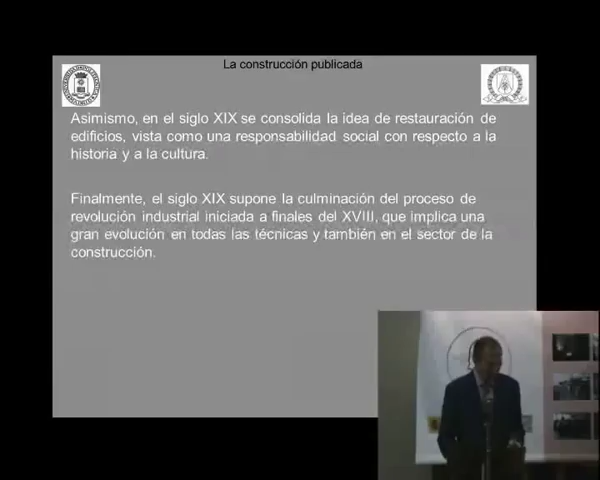 La construcción publicada
Asimismo, en el siglo XIX se consolida la idea de restauración de
edificios, vista como una responsabilidad social con respecto a la
historia y a la cultura.
Finalmente, el siglo XIX supone la culminación del proceso de
revolución industrial iniciada a finales del XVIII, que implica una
gran evolución en todas las técnicas y también en el sector de la
construcción.